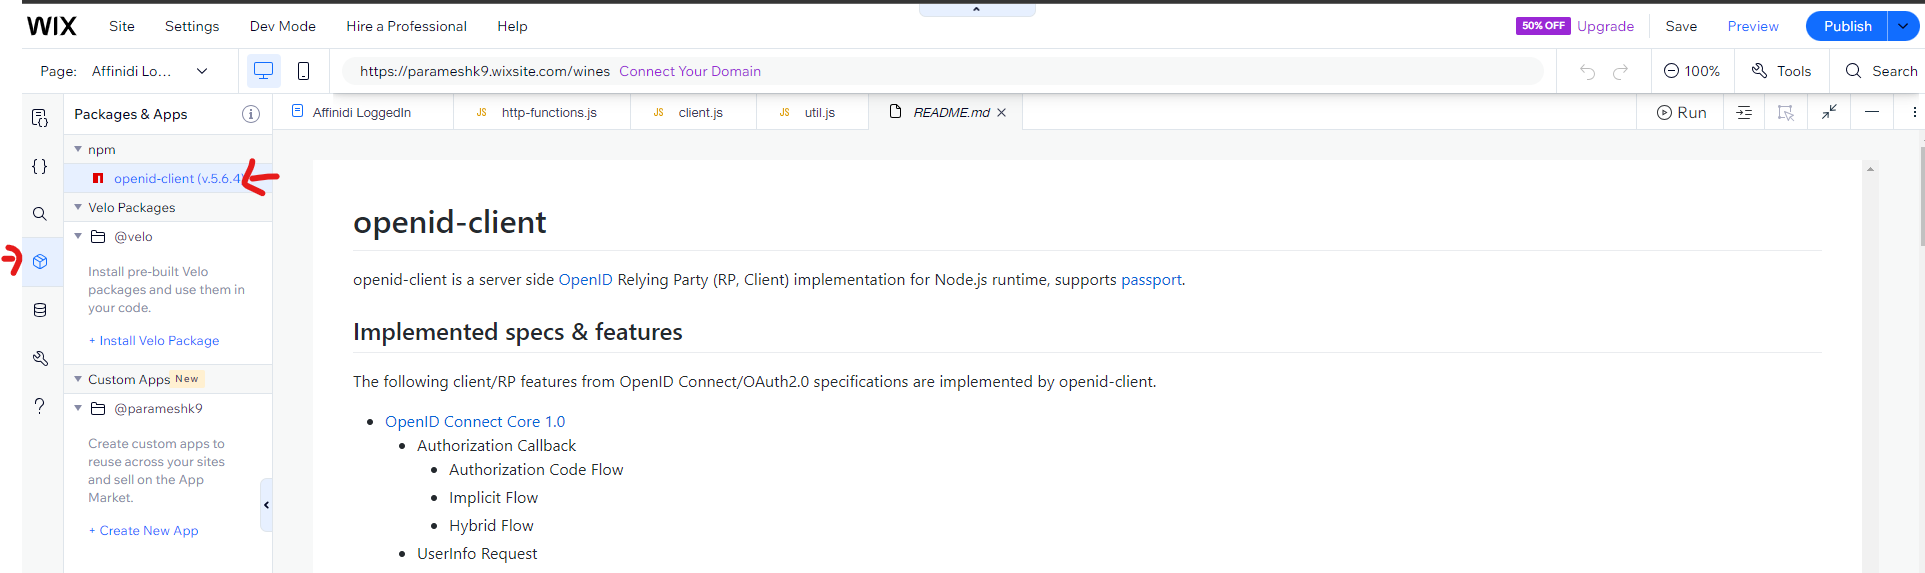 WIX Site Settings Dev Mode Hire a Professional Help 50% OFF Upgrade Save Preview Publish
Page: Affinidi Lo... https://parameshk9.wixsite.com/wines Connect Your Domain 100% Tools Search
Packages & Apps
Affinidi LoggedIn JS http-functions.js JS client.js JS util.js README.md Run
npm
openid-client (v.5.6.4)
Velo Packages
@velo
Install pre-built Velo
packages and use them in
your code.
+ Install Velo Package
Custom Apps New
@parameshk9
Create custom apps to
reuse across your sites
and sell on the App
Market.
+ Create New App
openid-client
openid-client is a server side OpenID Relying Party (RP, Client) implementation for Node.js runtime, supports passport.
Implemented specs & features
The following client/RP features from OpenID Connect/OAuth2.0 specifications are implemented by openid-client.
• OpenID Connect Core 1.0
• Authorization Callback
• Authorization Code Flow
• Implicit Flow
• Hybrid Flow
• UserInfo Request